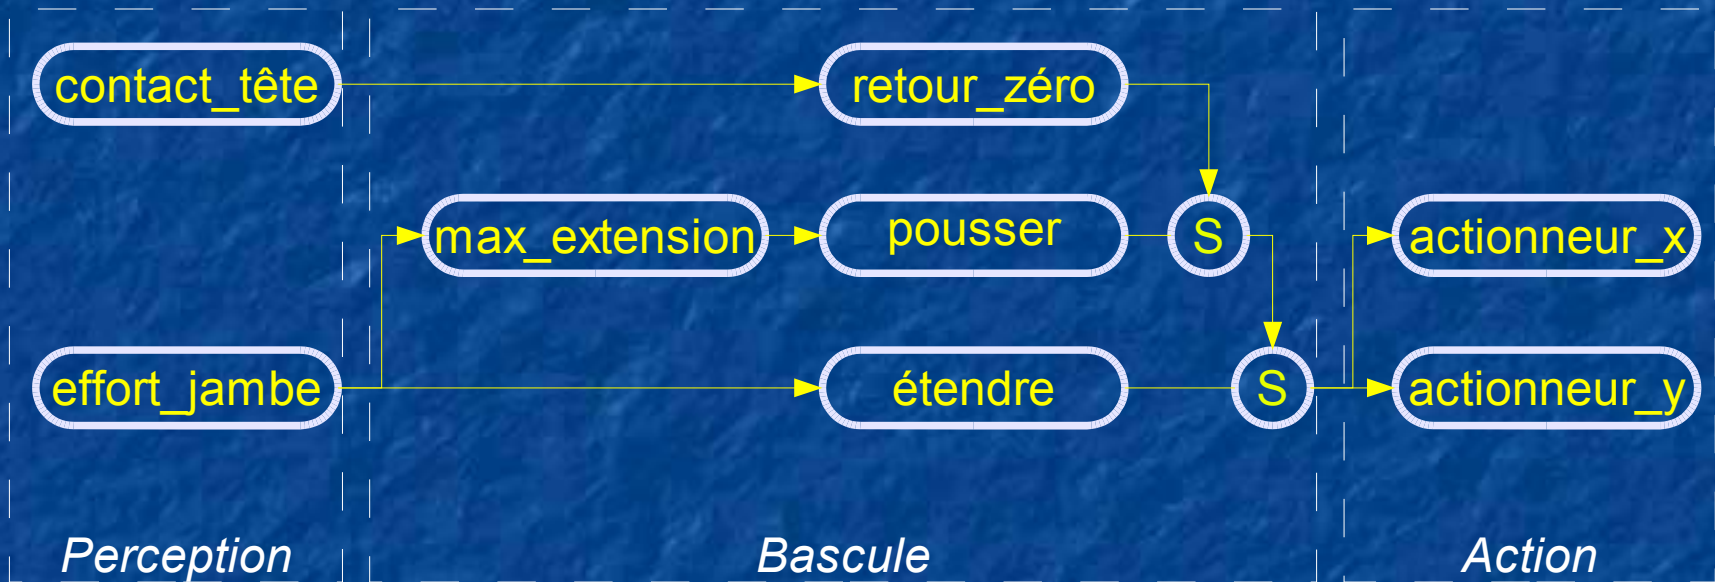 contact_tête
retour_zéro
max_extension
pousser
S
actionneur_x
effort_jambe
étendre
S
actionneur_y
Perception
Bascule
Action